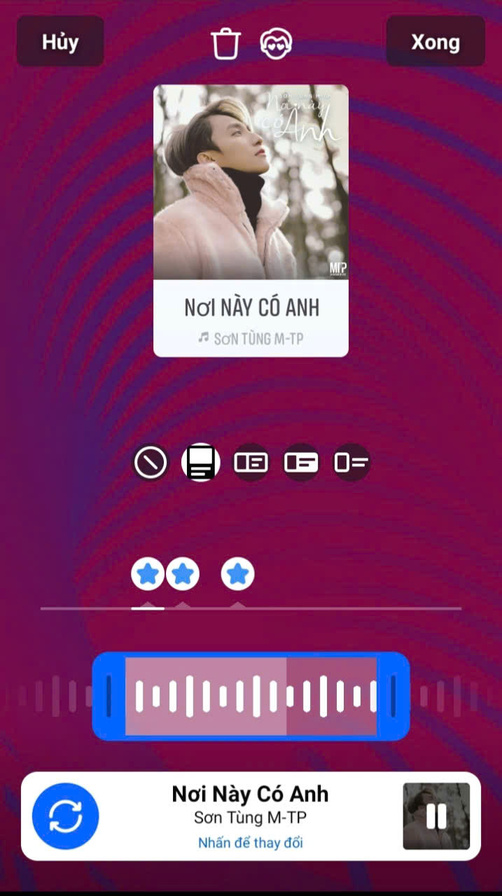 Hủy
Xong
Nơi này
có Anh
M-TP
NƠI NÀY CÓ ANH
SƠN TÙNG M-TP
Nơi Này Có Anh
Sơn Tùng M-TP
Nhấn để thay đổi